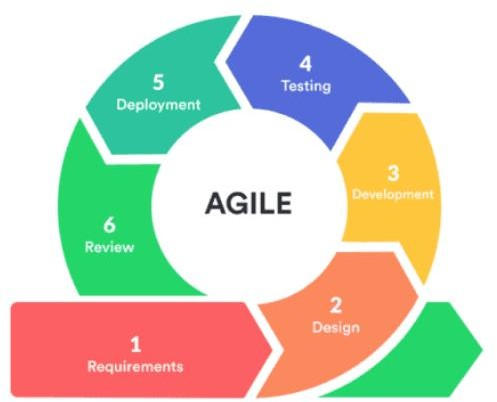 AGILE
1
Requirements
2
Design
3
Development
4
Testing
5
Deployment
6
Review